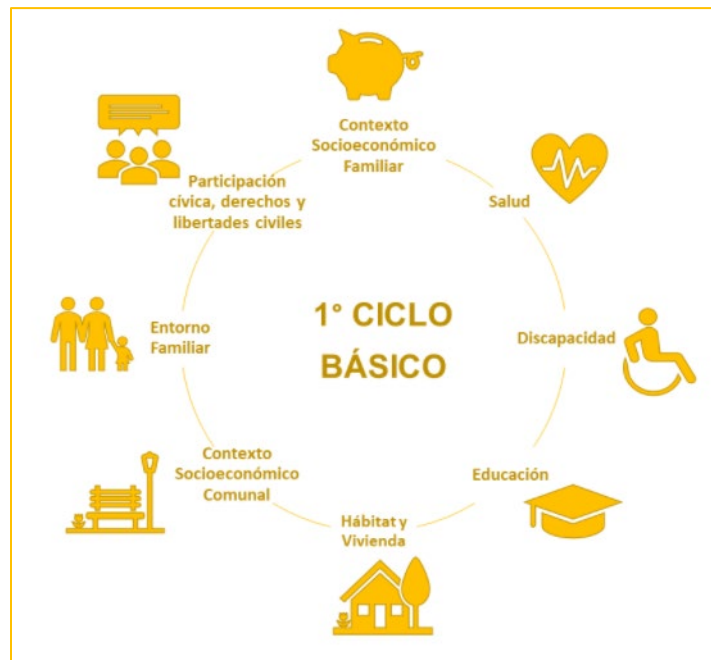 Contexto
Socioeconómico
Familiar
Salud
Discapacidad
Educación
Hábitat y
Vivienda
Contexto
Socioeconómico
Comunal
Entorno
Familiar
Participación
cívica, derechos y
libertades civiles
1° CICLO
BÁSICO